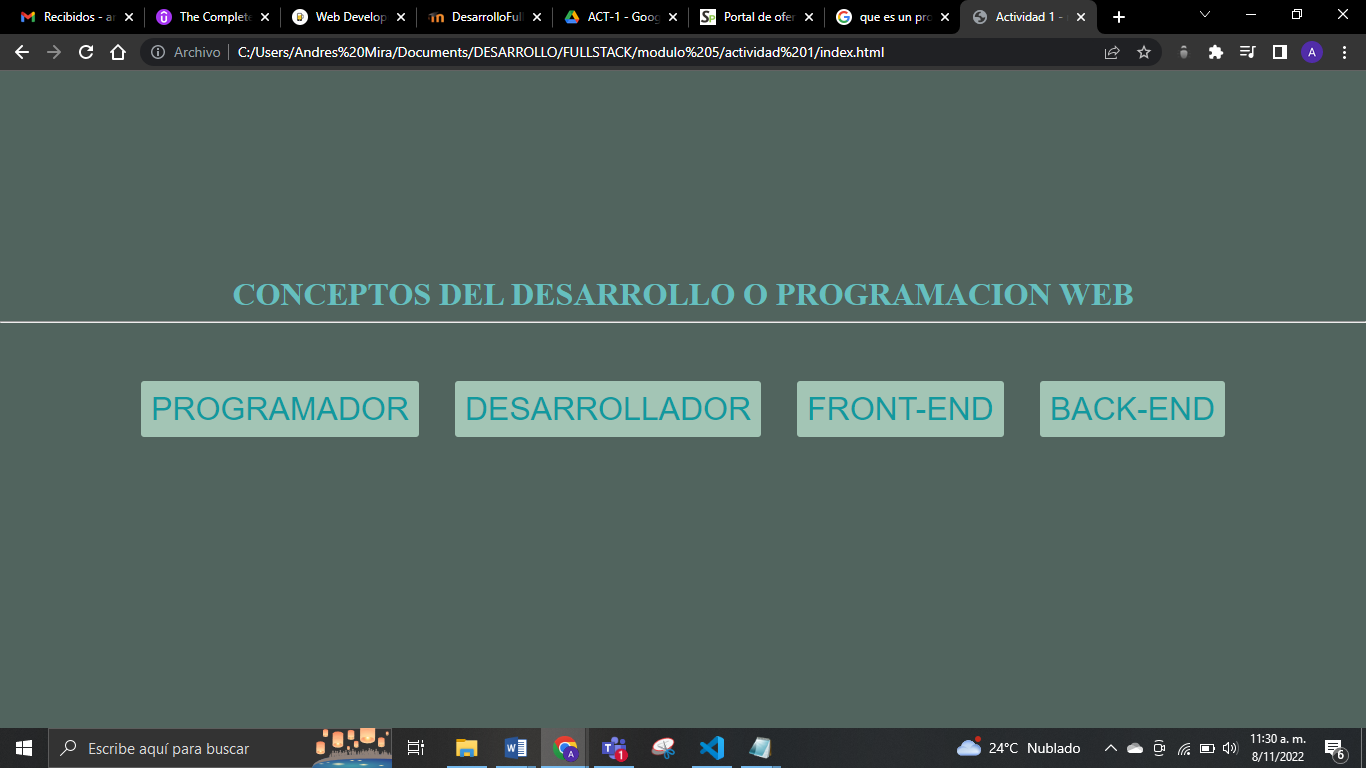 Recibidos - ar
The Complete
Web Develop
DesarrolloFull
ACT-1 - Goog
Portal de ofer
que es un pro
Actividad 1 -
Archivo
C:/Users/Andres%20Mira/Documents/DESARROLLO/FULLSTACK/modulo%205/actividad%201/index.html
A
CONCEPTOS DEL DESARROLLO O PROGRAMACION WEB
PROGRAMADOR DESARROLLADOR FRONT-END BACK-END
Escribe aquí para buscar
24°C Nublado
11:30 a. m.
8/11/2022
6